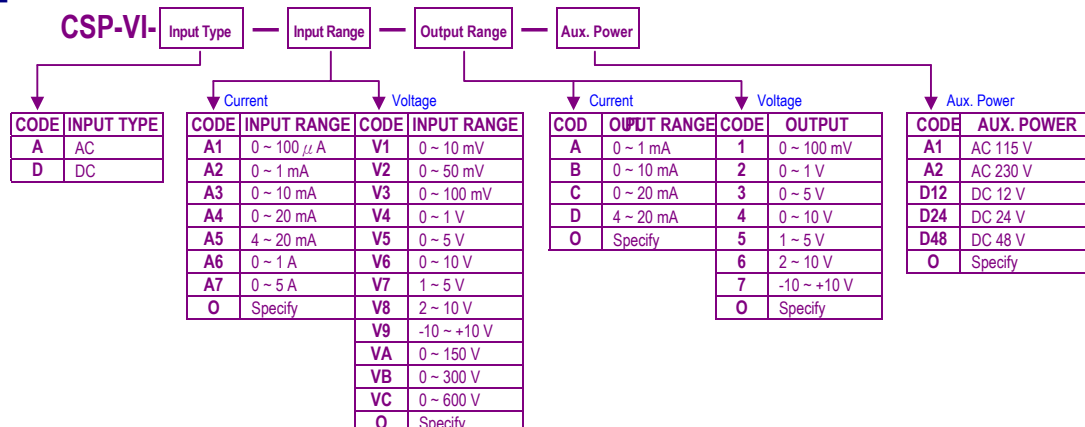 CSP-VI- Input Type — Input Range — Output Range — Aux. Power
Current Voltage Current Voltage Aux. Power
CODE INPUT TYPE
A AC
D DC
CODE INPUT RANGE
A1 0 ~ 100 μ A
A2 0 ~ 1 mA
A3 0 ~ 10 mA
A4 0 ~ 20 mA
A5 4 ~ 20 mA
A6 0 ~ 1 A
A7 0 ~ 5 A
O Specify
CODE INPUT RANGE
V1 0 ~ 10 mV
V2 0 ~ 50 mV
V3 0 ~ 100 mV
V4 0 ~ 1 V
V5 0 ~ 5 V
V6 0 ~ 10 V
V7 1 ~ 5 V
V8 2 ~ 10 V
V9 -10 ~ +10 V
VA 0 ~ 150 V
VB 0 ~ 300 V
VC 0 ~ 600 V
O Specify
COD RANGE
A 0 ~ 1 mA
B 0 ~ 10 mA
C 0 ~ 20 mA
D 4 ~ 20 mA
O Specify
CODE OUTPUT
1 0 ~ 100 mV
2 0 ~ 1 V
3 0 ~ 5 V
4 0 ~ 10 V
5 1 ~ 5 V
6 2 ~ 10 V
7 -10 ~ +10 V
O Specify
CODE AUX. POWER
A1 AC 115 V
A2 AC 230 V
D12 DC 12 V
D24 DC 24 V
D48 DC 48 V
O Specify